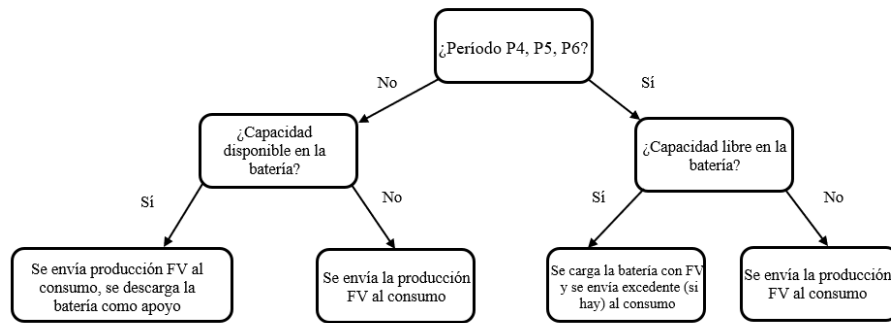 ¿Período P4, P5, P6?
No
Sí
¿Capacidad
disponible en la
batería?
¿Capacidad libre en la
batería?
Sí
No
Sí
No
Se envía producción FV al
consumo, se descarga la
batería como apoyo
Se envía la producción
FV al consumo
Se carga la batería con FV
y se envía excedente (si
hay) al consumo
Se envía la producción
FV al consumo